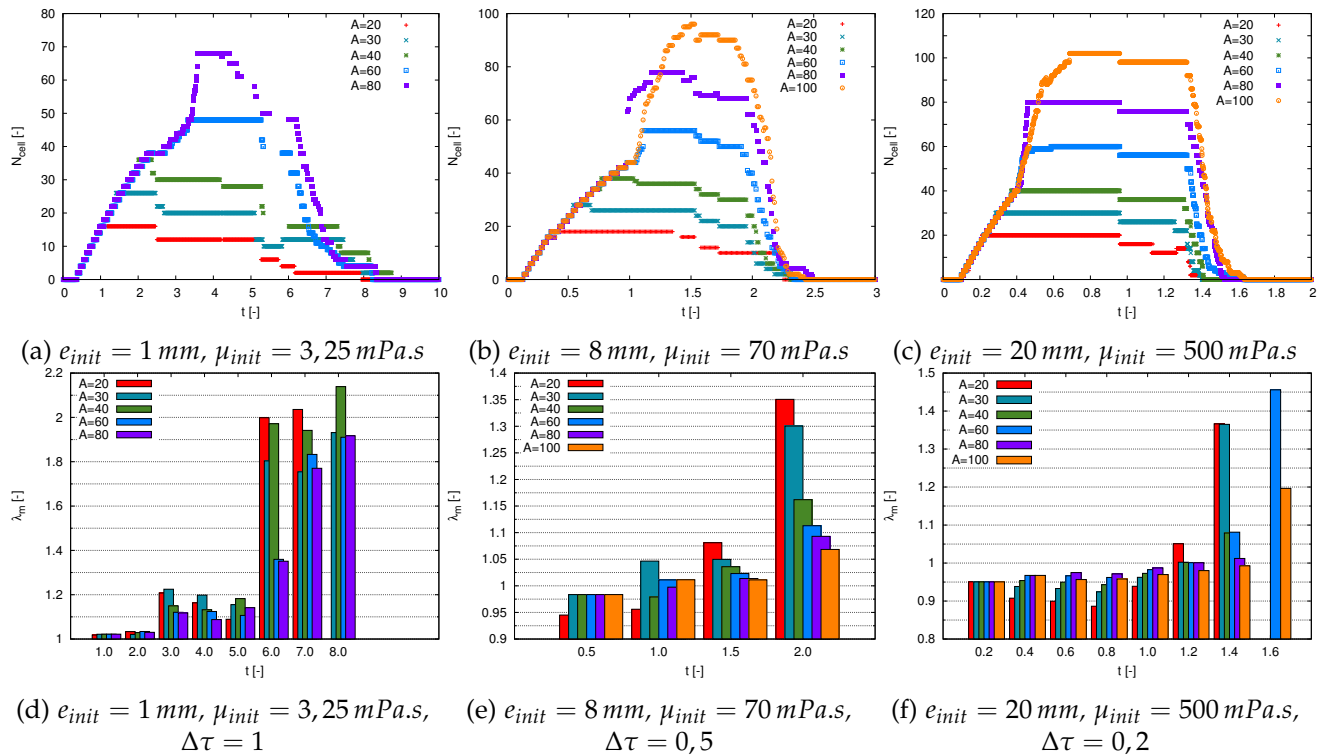 80
70
60
50
40
30
20
10
0
N_cell [-]
0 1 2 3 4 5 6 7 8 9 10
t [-]
A=20
A=30
A=40
A=60
A=80
100
80
60
40
20
0
N_cell [-]
0 0.5 1 1.5 2 2.5 3
t [-]
A=20
A=30
A=40
A=60
A=80
A=100
120
100
80
60
40
20
N_cell [-]
0 0.2 0.4 0.6 0.8 1 1.2 1.4 1.6 1.8 2
t [-]
A=20
A=30
A=40
A=60
A=80
A=100
(a) e_init = 1 mm, μ_init = 3,25 mPa.s
(b) e_init = 8 mm, μ_init = 70 mPa.s
(c) e_init = 20 mm, μ_init = 500 mPa.s
2.2
2
1.8
1.6
1.4
1.2
1
λ_m [-]
1.0 2.0 3.0 4.0 5.0 6.0 7.0 8.0
t [-]
A=20
A=30
A=40
A=60
A=80
1.4
1.35
1.3
1.25
1.2
1.15
1.1
1.05
1
0.95
0.9
λ_m [-]
0.5 1.0 1.5 2.0
t [-]
A=20
A=30
A=40
A=60
A=80
A=100
1.5
1.4
1.3
1.2
1.1
1
0.9
0.8
λ_m [-]
0.2 0.4 0.6 0.8 1.0 1.2 1.4 1.6
t [-]
A=20
A=30
A=40
A=60
A=80
A=100
(d) e_init = 1 mm, μ_init = 3,25 mPa.s,
Δτ = 1
(e) e_init = 8 mm, μ_init = 70 mPa.s,
Δτ = 0,5
(f) e_init = 20 mm, μ_init = 500 mPa.s,
Δτ = 0,2